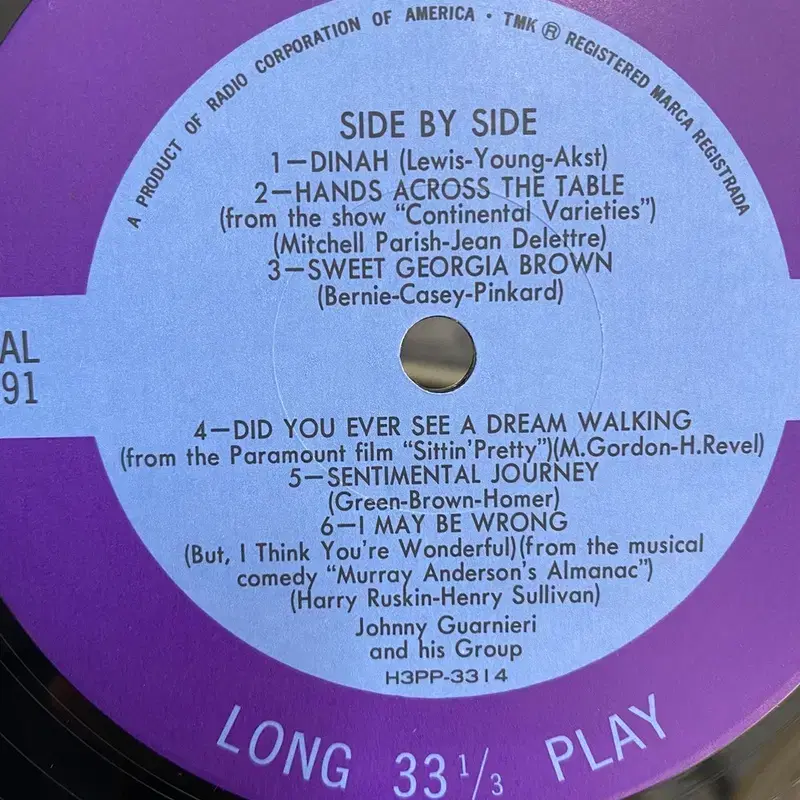 A PRODUCT OF RADIO CORPORATION OF AMERICA • TMK ® REGISTERED MARCA REGISTRADA
SIDE BY SIDE
1—DINAH (Lewis-Young-Akst)
2—HANDS ACROSS THE TABLE
(from the show "Continental Varieties")
(Mitchell Parish-Jean Delettre)
3—SWEET GEORGIA BROWN
(Bernie-Casey-Pinkard)
AL
91
4—DID YOU EVER SEE A DREAM WALKING
(from the Paramount film "Sittin'Pretty")(M.Gordon-H.Revel)
5—SENTIMENTAL JOURNEY
(Green-Brown-Homer)
6—I MAY BE WRONG
(But, I Think You're Wonderful)(from the musical
comedy "Murray Anderson's Almanac")
(Harry Ruskin-Henry Sullivan)
Johnny Guarnieri
and his Group
H3PP-3314
LONG 33 1/3 PLAY